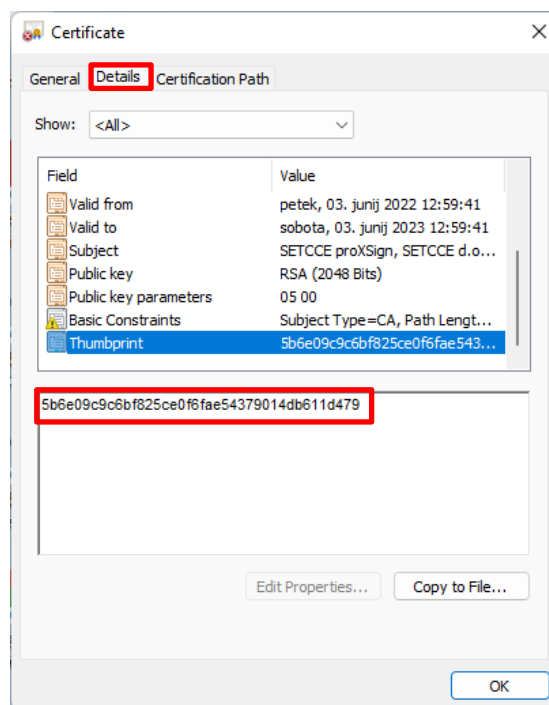 Certificate
General Details Certification Path
Show: <All>
Field Value
Valid from petek, 03. junij 2022 12:59:41
Valid to sobota, 03. junij 2023 12:59:41
Subject SETCCE proXSign, SETCCE d.o...
Public key RSA (2048 Bits)
Public key parameters 05 00
Basic Constraints Subject Type=CA, Path Lengt...
Thumbprint 5b6e09c9c6bf825ce0f6fae543...
5b6e09c9c6bf825ce0f6fae54379014db611d479
Edit Properties... Copy to File...
OK